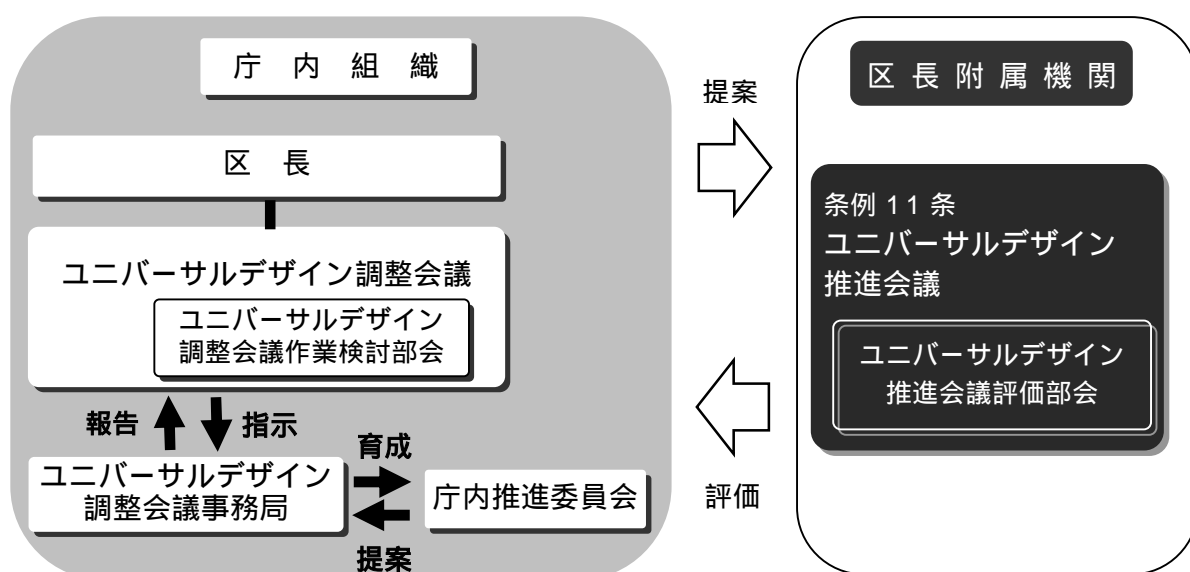 庁内組織
区長
ユニバーサルデザイン調整会議
ユニバーサルデザイン
調整会議作業検討部会
報告
指示
ユニバーサルデザイン
調整会議事務局
育成
提案
庁内推進委員会
提案
評価
区長附属機関
条例11条
ユニバーサルデザイン
推進会議
ユニバーサルデザイン
推進会議評価部会